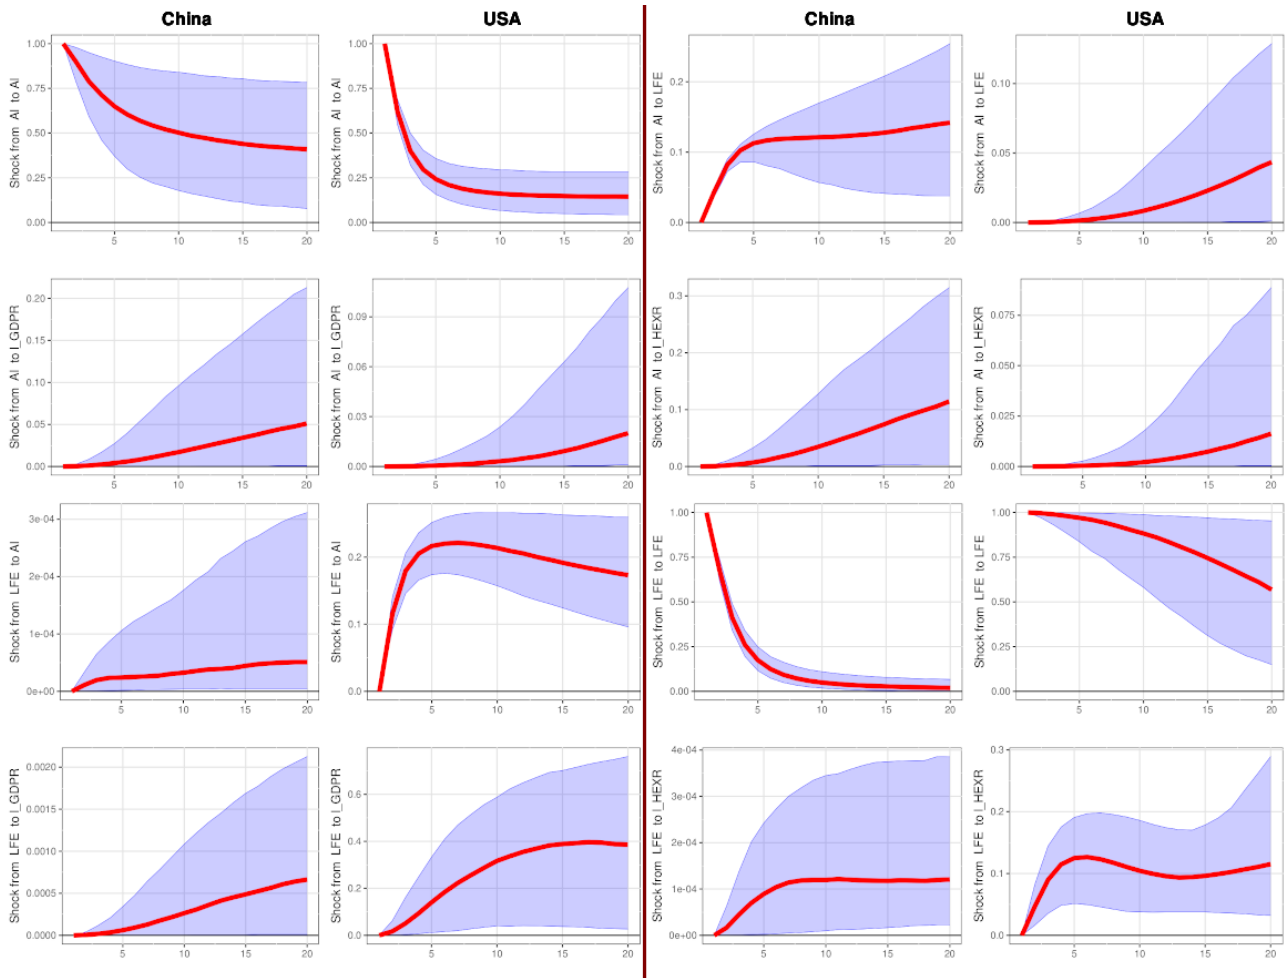 China USA China USA
Shock from AI to AI
1.00
0.75
0.50
0.25
0.00
5 10 15 20
Shock from AI to AI
1.00
0.75
0.50
0.25
0.00
5 10 15 20
Shock from AI to LFE
0.2
0.1
0.0
5 10 15 20
Shock from AI to LFE
0.10
0.05
0.00
5 10 15 20
Shock from AI to I_GDPR
0.20
0.15
0.10
0.05
0.00
5 10 15 20
Shock from AI to I_GDPR
0.09
0.06
0.03
0.00
5 10 15 20
Shock from AI to I_HEXR
0.3
0.2
0.1
0.0
5 10 15 20
Shock from AI to I_HEXR
0.075
0.050
0.025
0.000
5 10 15 20
Shock from LFE to AI
3e-04
2e-04
1e-04
0e+00
5 10 15 20
Shock from LFE to AI
0.2
0.1
0.0
5 10 15 20
Shock from LFE to LFE
1.00
0.75
0.50
0.25
0.00
5 10 15 20
Shock from LFE to LFE
1.00
0.75
0.50
0.25
0.00
5 10 15 20
Shock from LFE to I_GDPR
0.0020
0.0015
0.0010
0.0005
0.0000
5 10 15 20
Shock from LFE to I_GDPR
0.6
0.4
0.2
0.0
5 10 15 20
Shock from LFE to I_HEXR
4e-04
3e-04
2e-04
1e-04
0e+00
5 10 15 20
Shock from LFE to I_HEXR
0.3
0.2
0.1
0.0
5 10 15 20